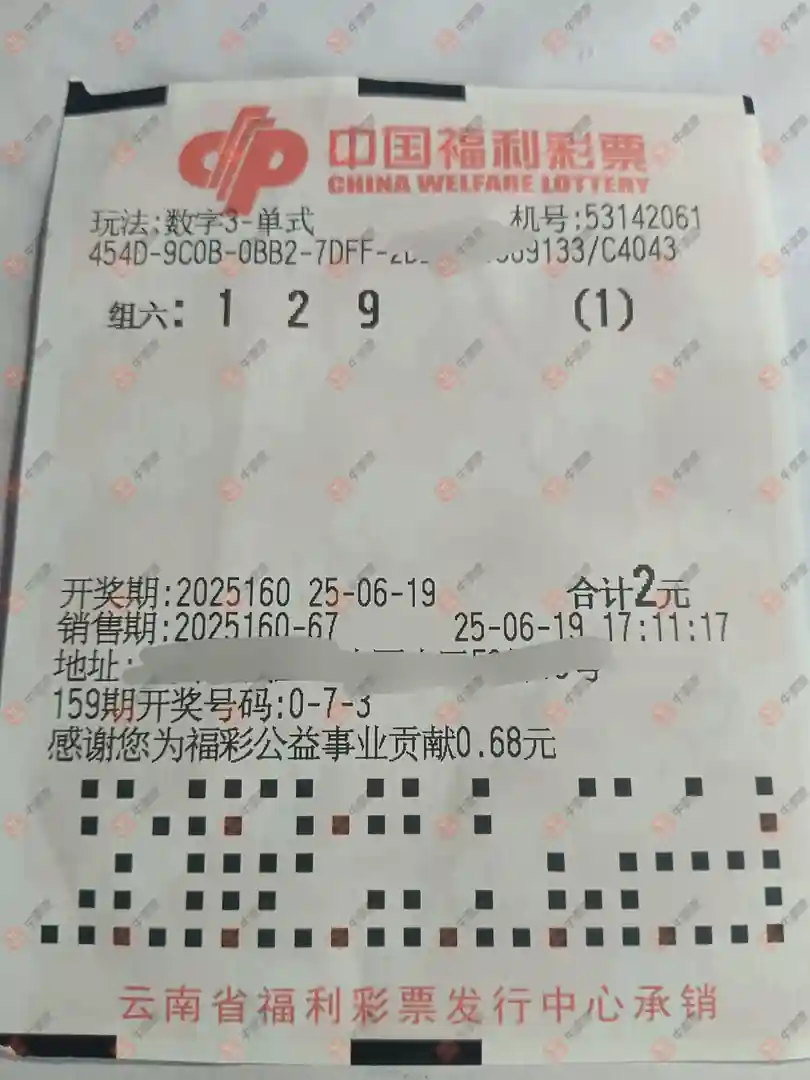 中国福利彩票
CHINA WELFARE LOTTERY
玩法:数字3-单式 机号:53142061
454D-9C0B-0BB2-7DFF- 9133/C4043
组六: 1 2 9 (1)
开奖期:2025160 25-06-19 合计2元
销售期:2025160-67 25-06-19 17:11:17
地址:
159期开奖号码:0-7-3
感谢您为福彩公益事业贡献0.68元
云南省福利彩票发行中心承销